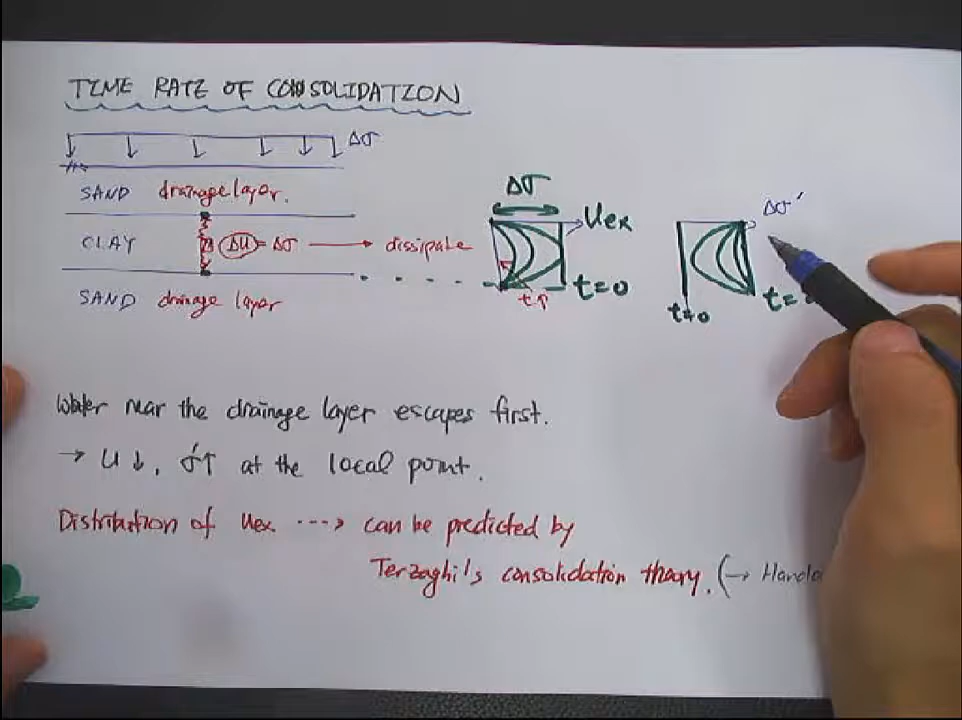 TIME RATE OF CONSOLIDATION
Δσ
SAND drainage layer.
CLAY ΔU = Δσ → dissipate
SAND drainage layer
Δσ
Uex
t=0
t↑
Δσ'
t=0
t=
Water near the drainage layer escapes first.
→ U↓, σ'↑ at the local point.
Distribution of Uex ···→ can be predicted by
Terzaghi's consolidation theory. (→